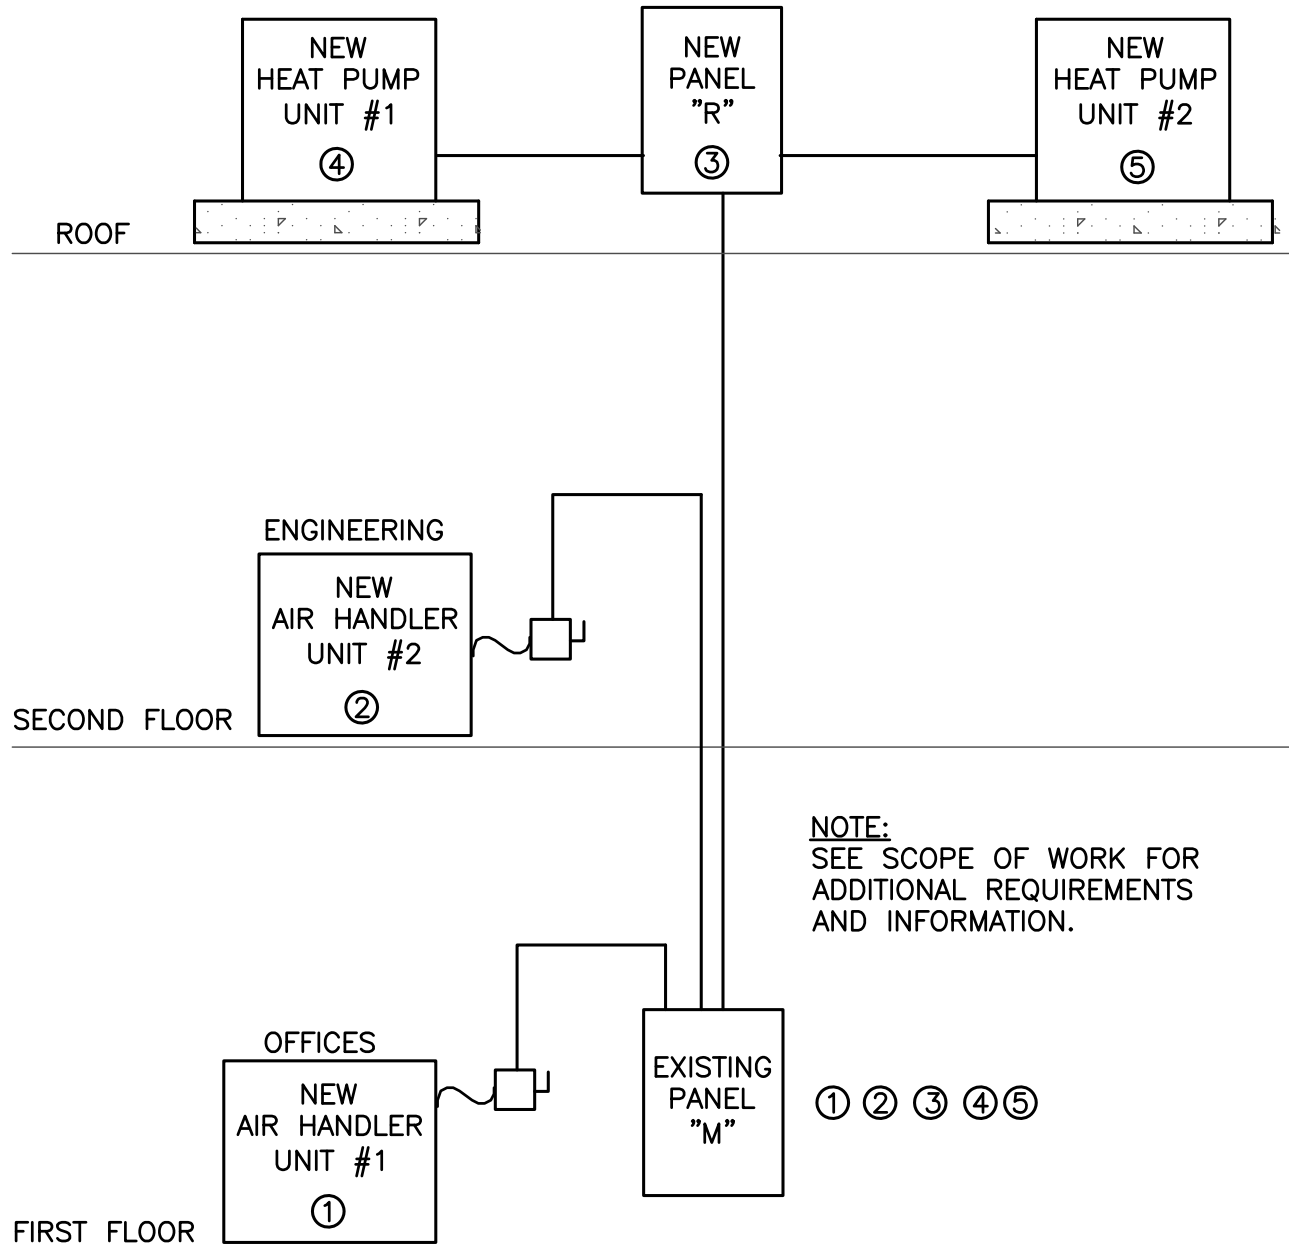 NEW
HEAT PUMP
UNIT #1
④
NEW
PANEL
"R"
③
NEW
HEAT PUMP
UNIT #2
⑤
ROOF
ENGINEERING
NEW
AIR HANDLER
UNIT #2
②
SECOND FLOOR
NOTE:
SEE SCOPE OF WORK FOR
ADDITIONAL REQUIREMENTS
AND INFORMATION.
OFFICES
NEW
AIR HANDLER
UNIT #1
①
EXISTING
PANEL
"M"
① ② ③ ④ ⑤
FIRST FLOOR